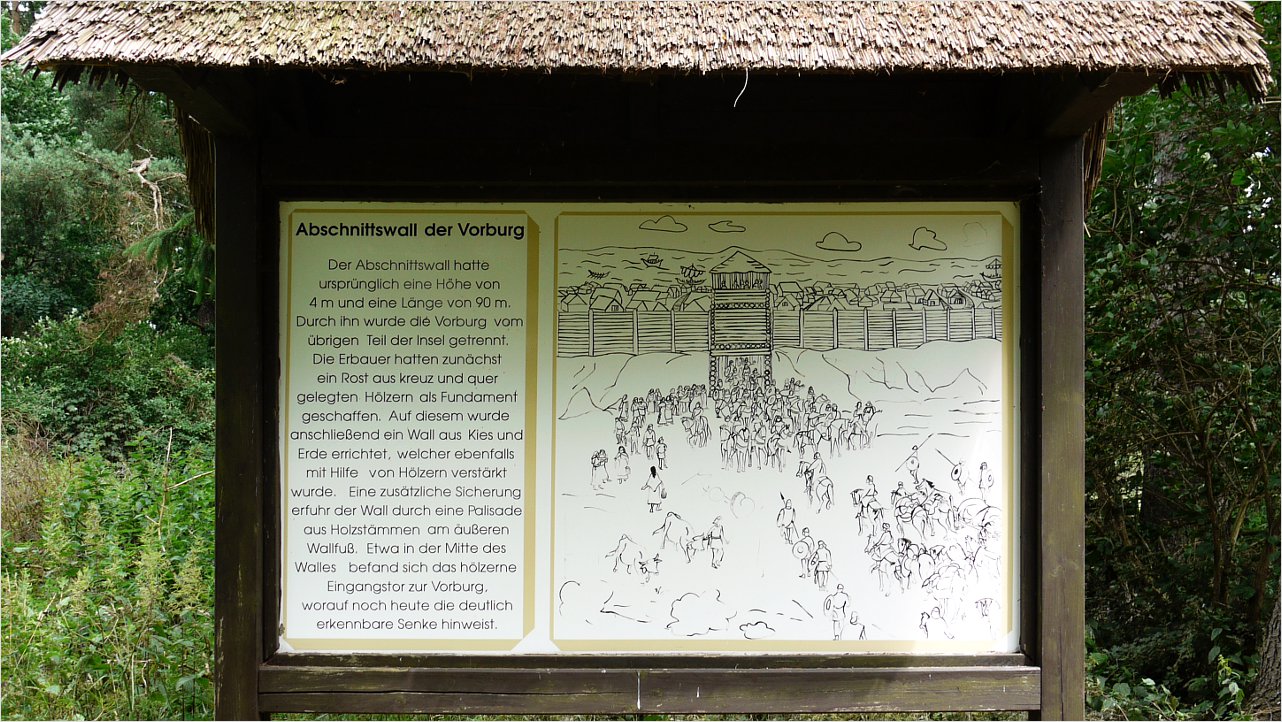 Abschnittswall der Vorburg
Der Abschnittswall hatte
ursprünglich eine Höhe von
4 m und eine Länge von 90 m.
Durch ihn wurde die Vorburg vom
übrigen Teil der Insel getrennt.
Die Erbauer hatten zunächst
ein Rost aus kreuz und quer
gelegten Hölzern als Fundament
geschaffen. Auf diesem wurde
anschließend ein Wall aus Kies und
Erde errichtet, welcher ebenfalls
mit Hilfe von Hölzern verstärkt
wurde. Eine zusätzliche Sicherung
erfuhr der Wall durch eine Palisade
aus Holzstämmen am äußeren
Wallfuß. Etwa in der Mitte des
Walles befand sich das hölzerne
Eingangstor zur Vorburg,
worauf noch heute die deutlich
erkennbare Senke hinweist.